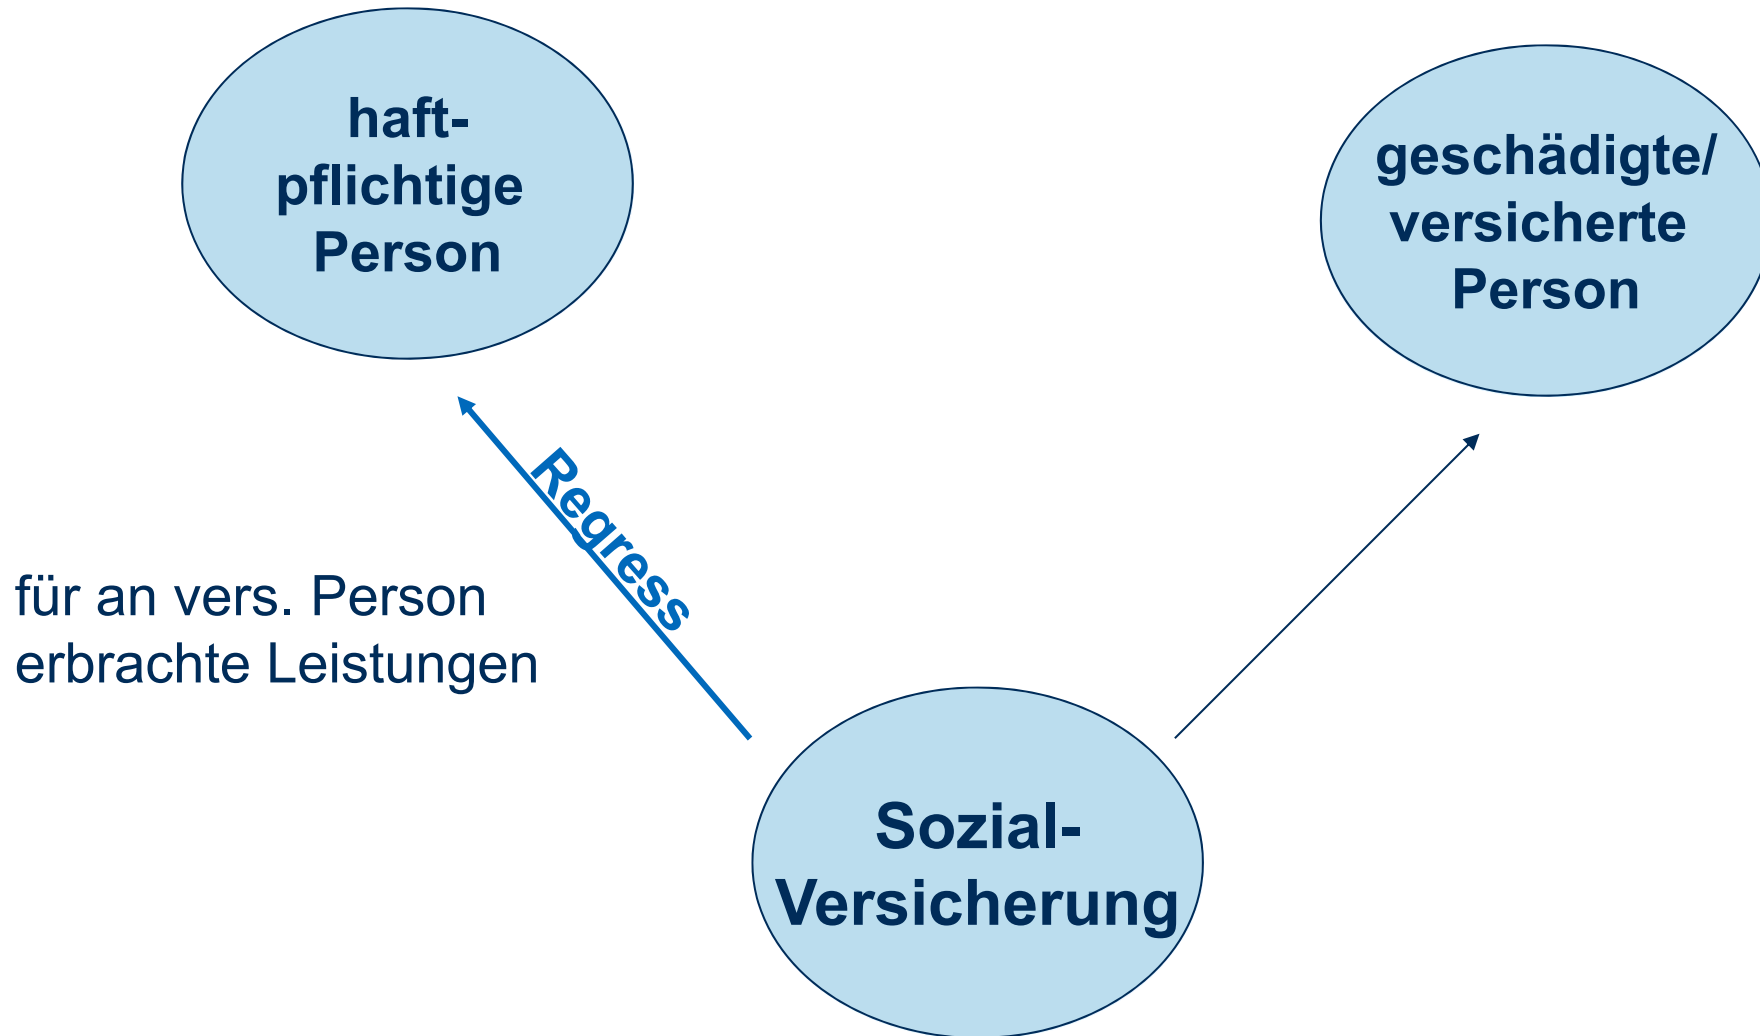 haft-
pflichtige
Person
geschädigte/
versicherte
Person
Regress
für an vers. Person
erbrachte Leistungen
Sozial-
Versicherung